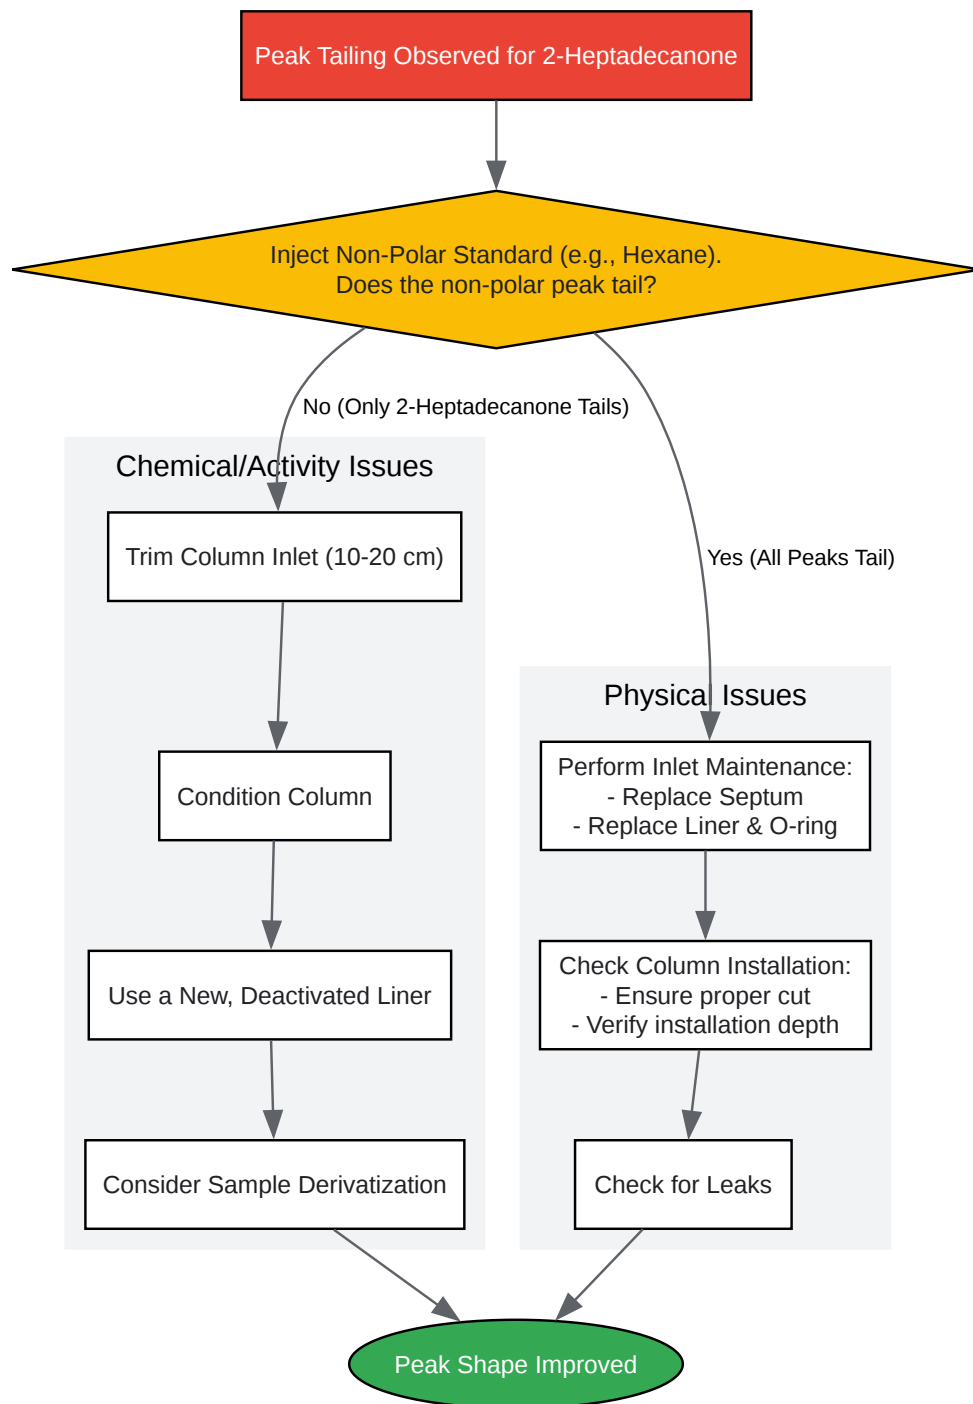 Peak Tailing Observed for 2-Heptadecanone
Inject Non-Polar Standard (e.g., Hexane).
Does the non-polar peak tail?
No (Only 2-Heptadecanone Tails)
Yes (All Peaks Tail)
Chemical/Activity Issues
Trim Column Inlet (10-20 cm)
Condition Column
Use a New, Deactivated Liner
Consider Sample Derivatization
Physical Issues
Perform Inlet Maintenance:
- Replace Septum
- Replace Liner & O-ring
Check Column Installation:
- Ensure proper cut
- Verify installation depth
Check for Leaks
Peak Shape Improved